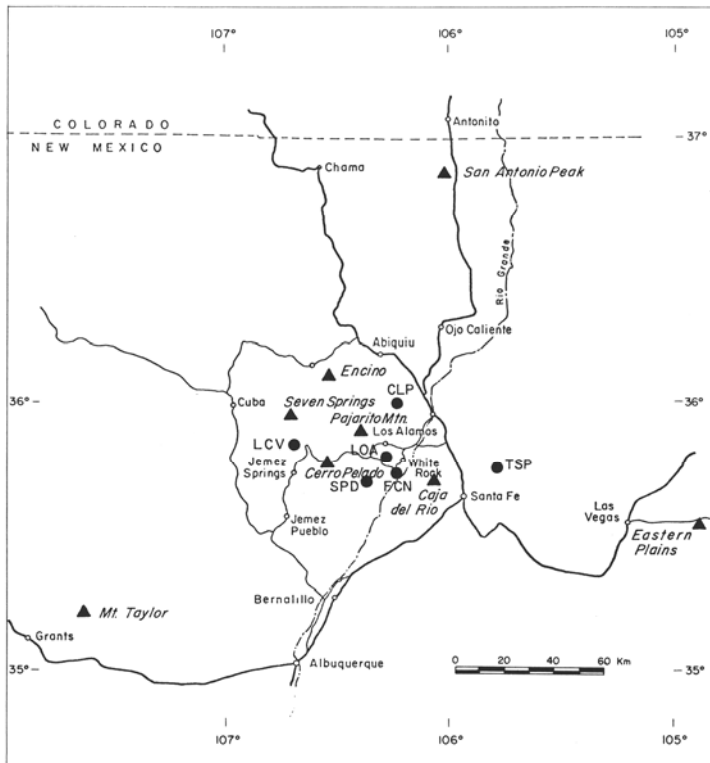 107° 106° 105°
COLORADO
NEW MEXICO
Antonito
37°
Chama
San Antonio Peak
Rio Grande
Ojo Caliente
Abiquiu
Encino
36°
Cuba
CLP
36°
Seven Springs
Pajarito Mtn.
Los Alamos
LCV
LOA
Jemez
Springs
Cerro Pelado
White
Rock
TSP
SPD
FCN
Caja
del Rio
Santa Fe
Las
Vegas
Jemez
Pueblo
Eastern
Plains
Bernalillo
Mt. Taylor
Grants
0 20 40 60 Km
35°
35°
Albuquerque
107° 106° 105°